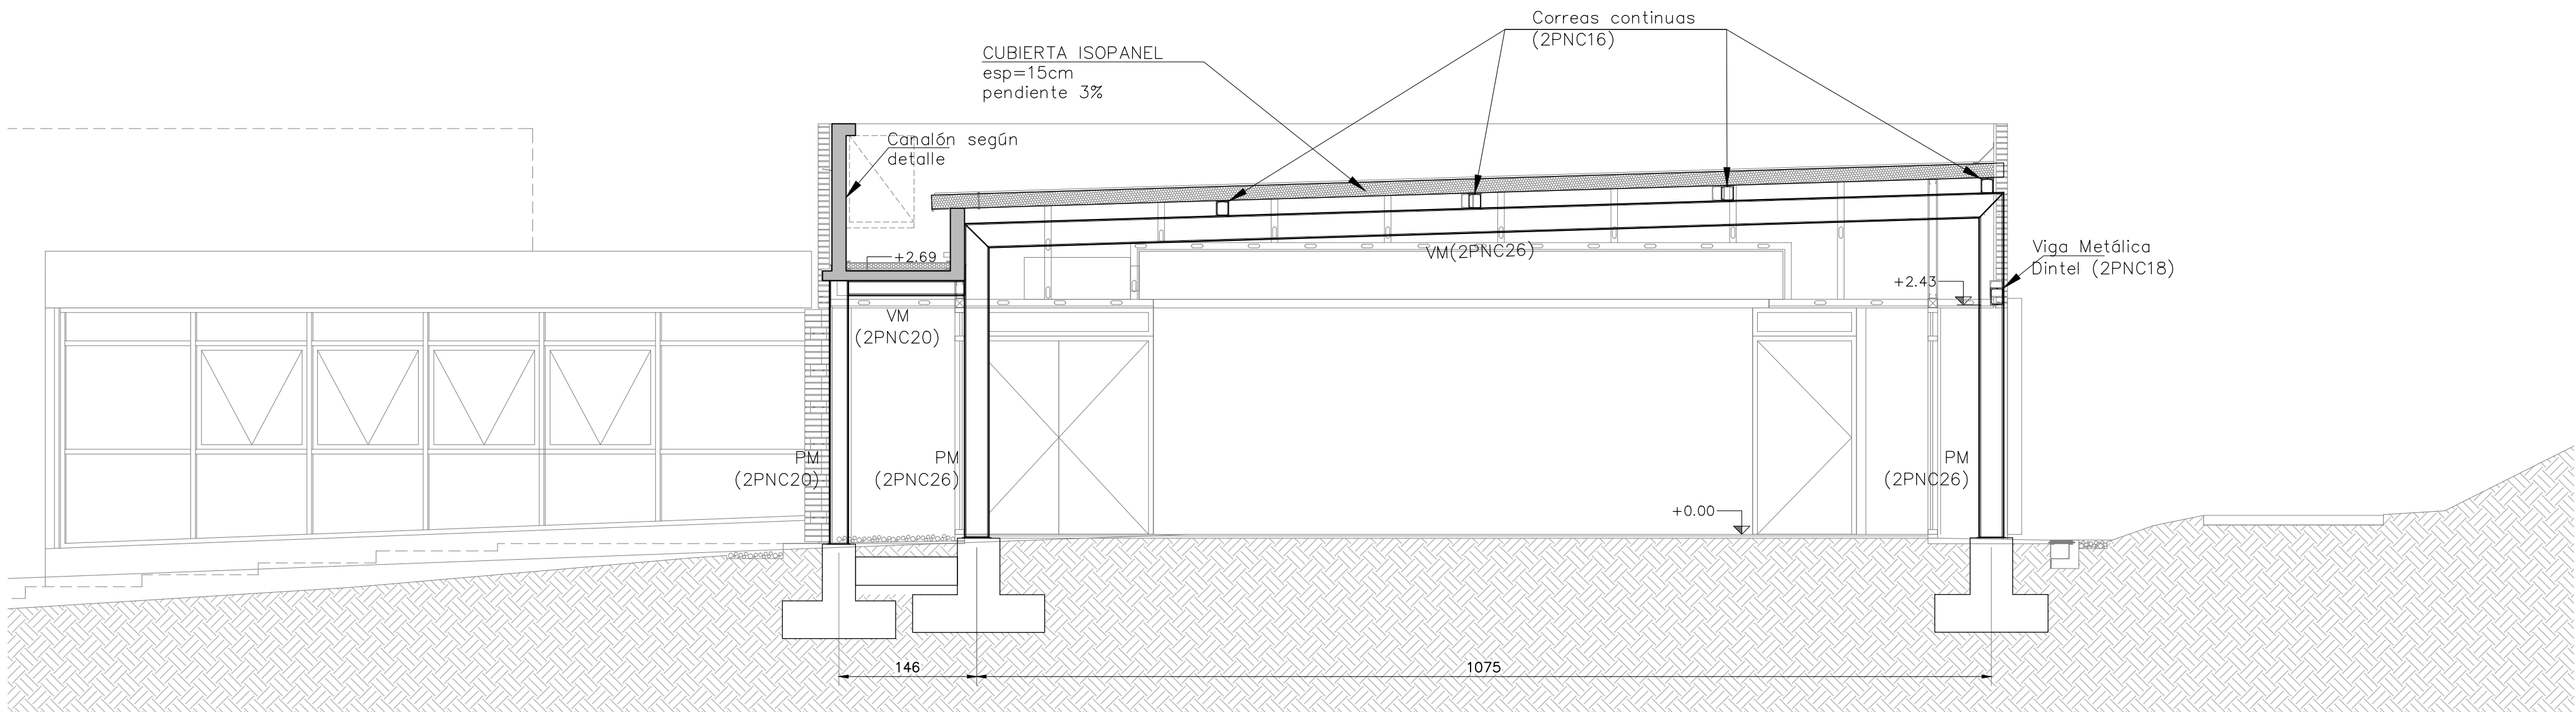 Correas continuas
(2PNC16)
CUBIERTA ISOPANEL
esp=15cm
pendiente 3%
Canalón según
detalle
+2.69
VM(2PNC26)
Viga Metálica
Dintel (2PNC18)
+2.43
VM
(2PNC20)
PM
(2PNC20)
PM
(2PNC26)
PM
(2PNC26)
+0.00
146
1075